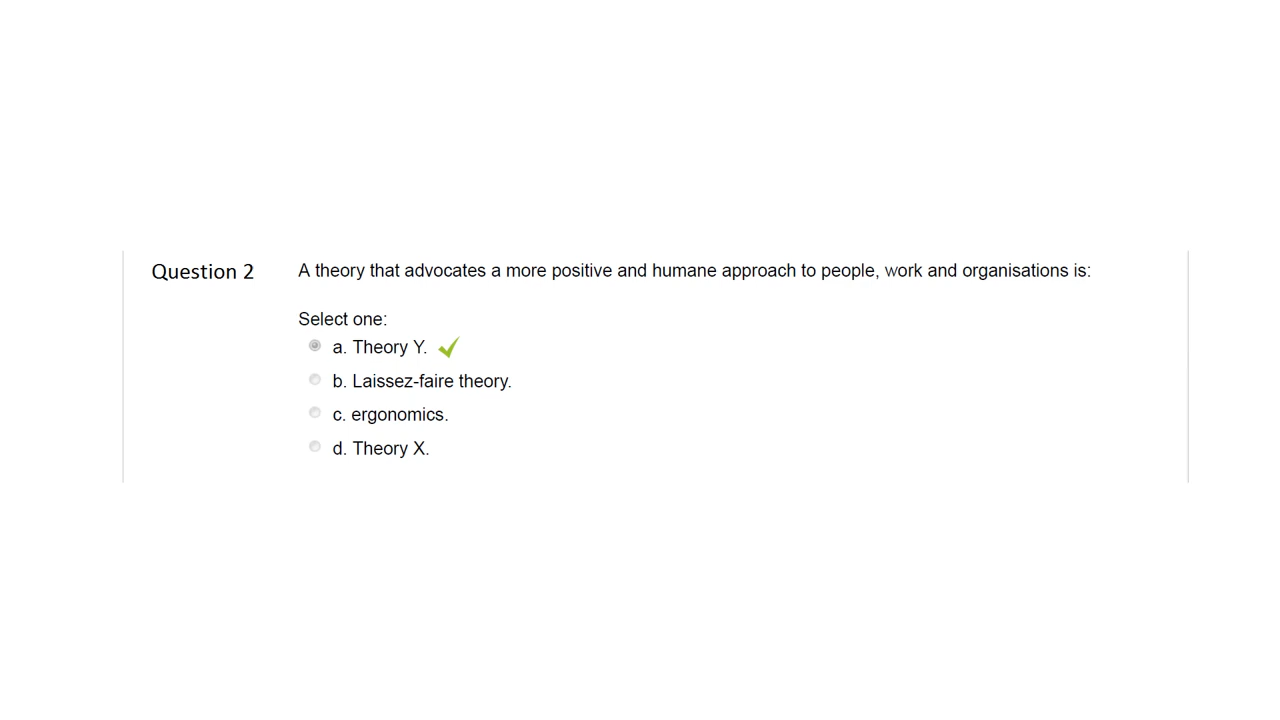 Question 2
A theory that advocates a more positive and humane approach to people, work and organisations is:
Select one:
a. Theory Y.
b. Laissez-faire theory.
c. ergonomics.
d. Theory X.